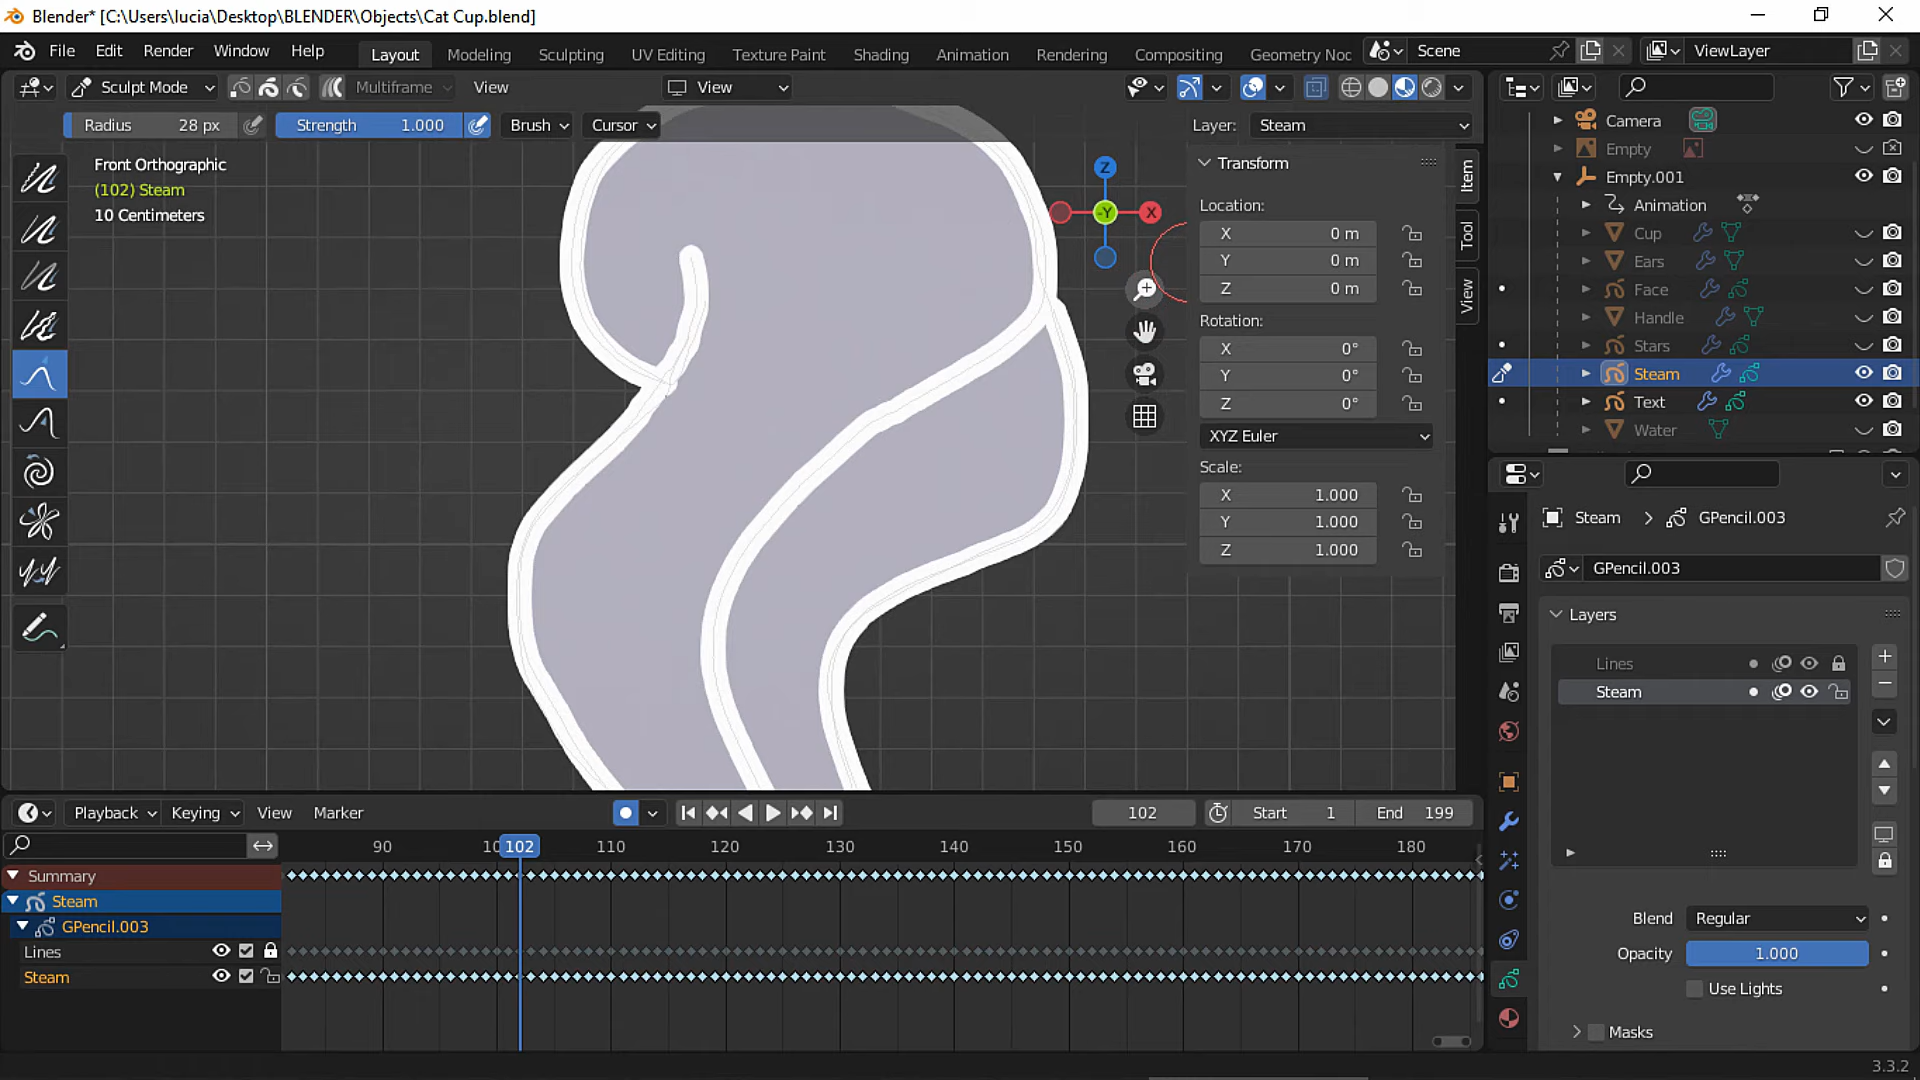 Blender* [C:\Users\lucia\Desktop\BLENDER\Objects\Cat Cup.blend]
File Edit Render Window Help Layout Modeling Sculpting UV Editing Texture Paint Shading Animation Rendering Compositing Geometry Noc Scene ViewLayer
Sculpt Mode Multiframe View View
Radius 28 px Strength 1.000 Brush Cursor Layer: Steam
Front Orthographic
(102) Steam
10 Centimeters
Z
-Y
X
Transform
Location:
X 0 m
Y 0 m
Z 0 m
Rotation:
X 0°
Y 0°
Z 0°
XYZ Euler
Scale:
X 1.000
Y 1.000
Z 1.000
Item
Tool
View
Camera
Empty
Empty.001
Animation
Cup
Ears
Face
Handle
Stars
Steam
Text
Water
Steam GPencil.003
GPencil.003
Layers
Lines
Steam
Blend Regular
Opacity 1.000
Use Lights
Masks
Playback Keying View Marker 102 Start 1 End 199
90 10 102 110 120 130 140 150 160 170 180
Summary
Steam
GPencil.003
Lines
Steam
3.3.2